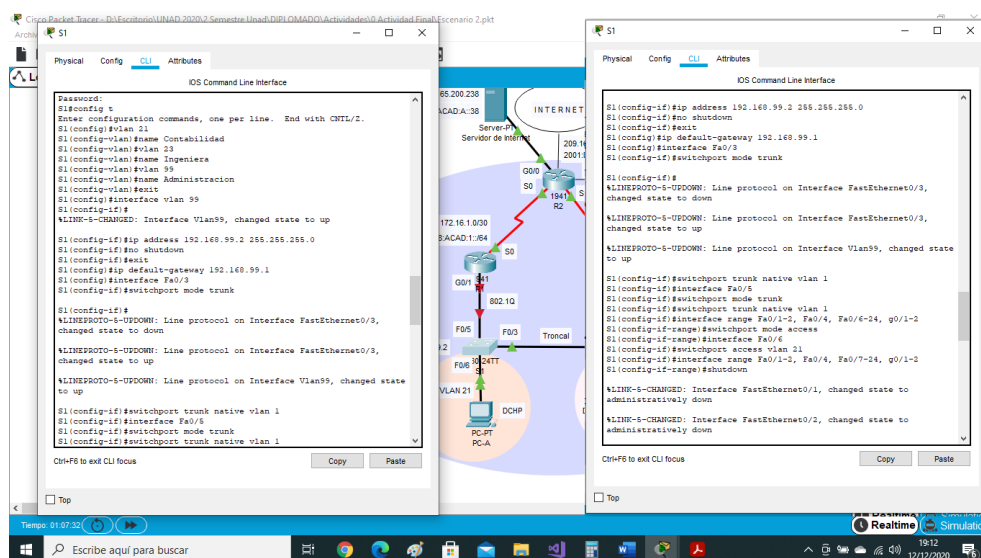 Cisco Packet Tracer - D:\Escritorio\UNAD 2020\2 Semestre Unad\DIPLOMADO\Actividades\0 Actividad Final\Escenario 2.pkt
S1
Physical Config CLI Attributes
IOS Command Line Interface
Password:
S1#config t
Enter configuration commands, one per line. End with CNTL/Z.
S1(config)#vlan 21
S1(config-vlan)#name Contabilidad
S1(config-vlan)#vlan 23
S1(config-vlan)#name Ingeniera
S1(config-vlan)#vlan 99
S1(config-vlan)#name Administracion
S1(config-vlan)#exit
S1(config)#interface vlan 99
S1(config-if)#
%LINK-5-CHANGED: Interface Vlan99, changed state to up
S1(config-if)#ip address 192.168.99.2 255.255.255.0
S1(config-if)#no shutdown
S1(config-if)#exit
S1(config)#ip default-gateway 192.168.99.1
S1(config)#interface Fa0/3
S1(config-if)#switchport mode trunk
S1(config-if)#
%LINEPROTO-5-UPDOWN: Line protocol on Interface FastEthernet0/3,
changed state to down
%LINEPROTO-5-UPDOWN: Line protocol on Interface FastEthernet0/3,
changed state to up
%LINEPROTO-5-UPDOWN: Line protocol on Interface Vlan99, changed state
to up
S1(config-if)#switchport trunk native vlan 1
S1(config-if)#interface Fa0/5
S1(config-if)#switchport mode trunk
S1(config-if)#switchport trunk native vlan 1
Ctrl+F6 to exit CLI focus
Copy Paste
Top
65.200.238
ACAD:A::38
INTERNET
Server-PT
Servidor de Internet
209.16
2001:
G0/0
S0
1941
R2
S
172.16.1.0/30
:ACAD:1::/64
S0
G0/1
802.1Q
F0/5
F0/3
Troncal
F0/6
24TT
S1
VLAN 21
DCHP
PC-PT
PC-A
S1
Physical Config CLI Attributes
IOS Command Line Interface
S1(config-if)#ip address 192.168.99.2 255.255.255.0
S1(config-if)#no shutdown
S1(config-if)#exit
S1(config)#ip default-gateway 192.168.99.1
S1(config)#interface Fa0/3
S1(config-if)#switchport mode trunk
S1(config-if)#
%LINEPROTO-5-UPDOWN: Line protocol on Interface FastEthernet0/3,
changed state to down
%LINEPROTO-5-UPDOWN: Line protocol on Interface FastEthernet0/3,
changed state to up
%LINEPROTO-5-UPDOWN: Line protocol on Interface Vlan99, changed state
to up
S1(config-if)#switchport trunk native vlan 1
S1(config-if)#interface Fa0/5
S1(config-if)#switchport mode trunk
S1(config-if)#switchport trunk native vlan 1
S1(config-if)#interface range Fa0/1-2, Fa0/4, Fa0/6-24, g0/1-2
S1(config-if-range)#switchport mode access
S1(config-if-range)#interface Fa0/6
S1(config-if)#switchport access vlan 21
S1(config-if)#interface range Fa0/1-2, Fa0/4, Fa0/7-24, g0/1-2
S1(config-if-range)#shutdown
%LINK-5-CHANGED: Interface FastEthernet0/1, changed state to
administratively down
%LINK-5-CHANGED: Interface FastEthernet0/2, changed state to
administratively down
Ctrl+F6 to exit CLI focus
Copy Paste
Top
Tiempo: 01:07:32
Realtime
Escribe aquí para buscar
19:12
12/12/2020